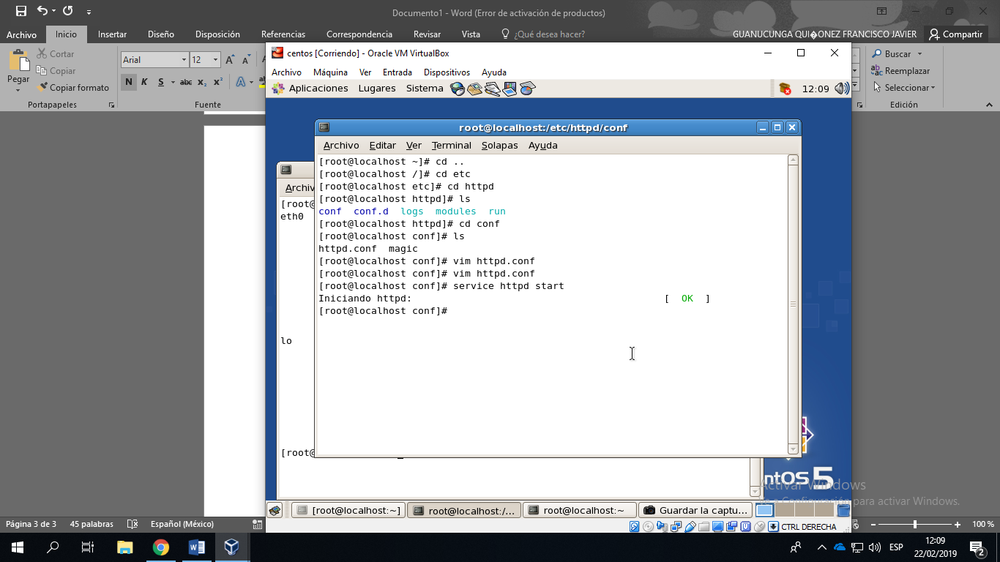 Documento1 - Word (Error de activación de productos)
Archivo Inicio Insertar Diseño Disposición Referencias Correspondencia Revisar Vista ¿Qué desea hacer? GUANUCUNGA QUI�ONEZ FRANCISCO JAVIER Compartir
Pegar
Cortar
Copiar
Copiar formato
Portapapeles
Arial 12
N K S abc x₂ x²
Fuente
Buscar
Reemplazar
Seleccionar
Edición
centos [Corriendo] - Oracle VM VirtualBox
Archivo Máquina Ver Entrada Dispositivos Ayuda
Aplicaciones Lugares Sistema 12:09
root@localhost:/etc/httpd/conf
Archivo Editar Ver Terminal Solapas Ayuda
[root@localhost ~]# cd ..
[root@localhost /]# cd etc
[root@localhost etc]# cd httpd
[root@localhost httpd]# ls
conf conf.d logs modules run
[root@localhost httpd]# cd conf
[root@localhost conf]# ls
httpd.conf magic
[root@localhost conf]# vim httpd.conf
[root@localhost conf]# vim httpd.conf
[root@localhost conf]# service httpd start
Iniciando httpd: [ OK ]
[root@localhost conf]#
Archiv
[root@
eth0
lo
[root@
ntOS 5
Activar Windows
Ve a Configuración para activar Windows.
[root@localhost:~] root@localhost:/... root@localhost:~ Guardar la captu...
CTRL DERECHA
Página 3 de 3 45 palabras Español (México) 100 %
ESP
12:09
22/02/2019
2